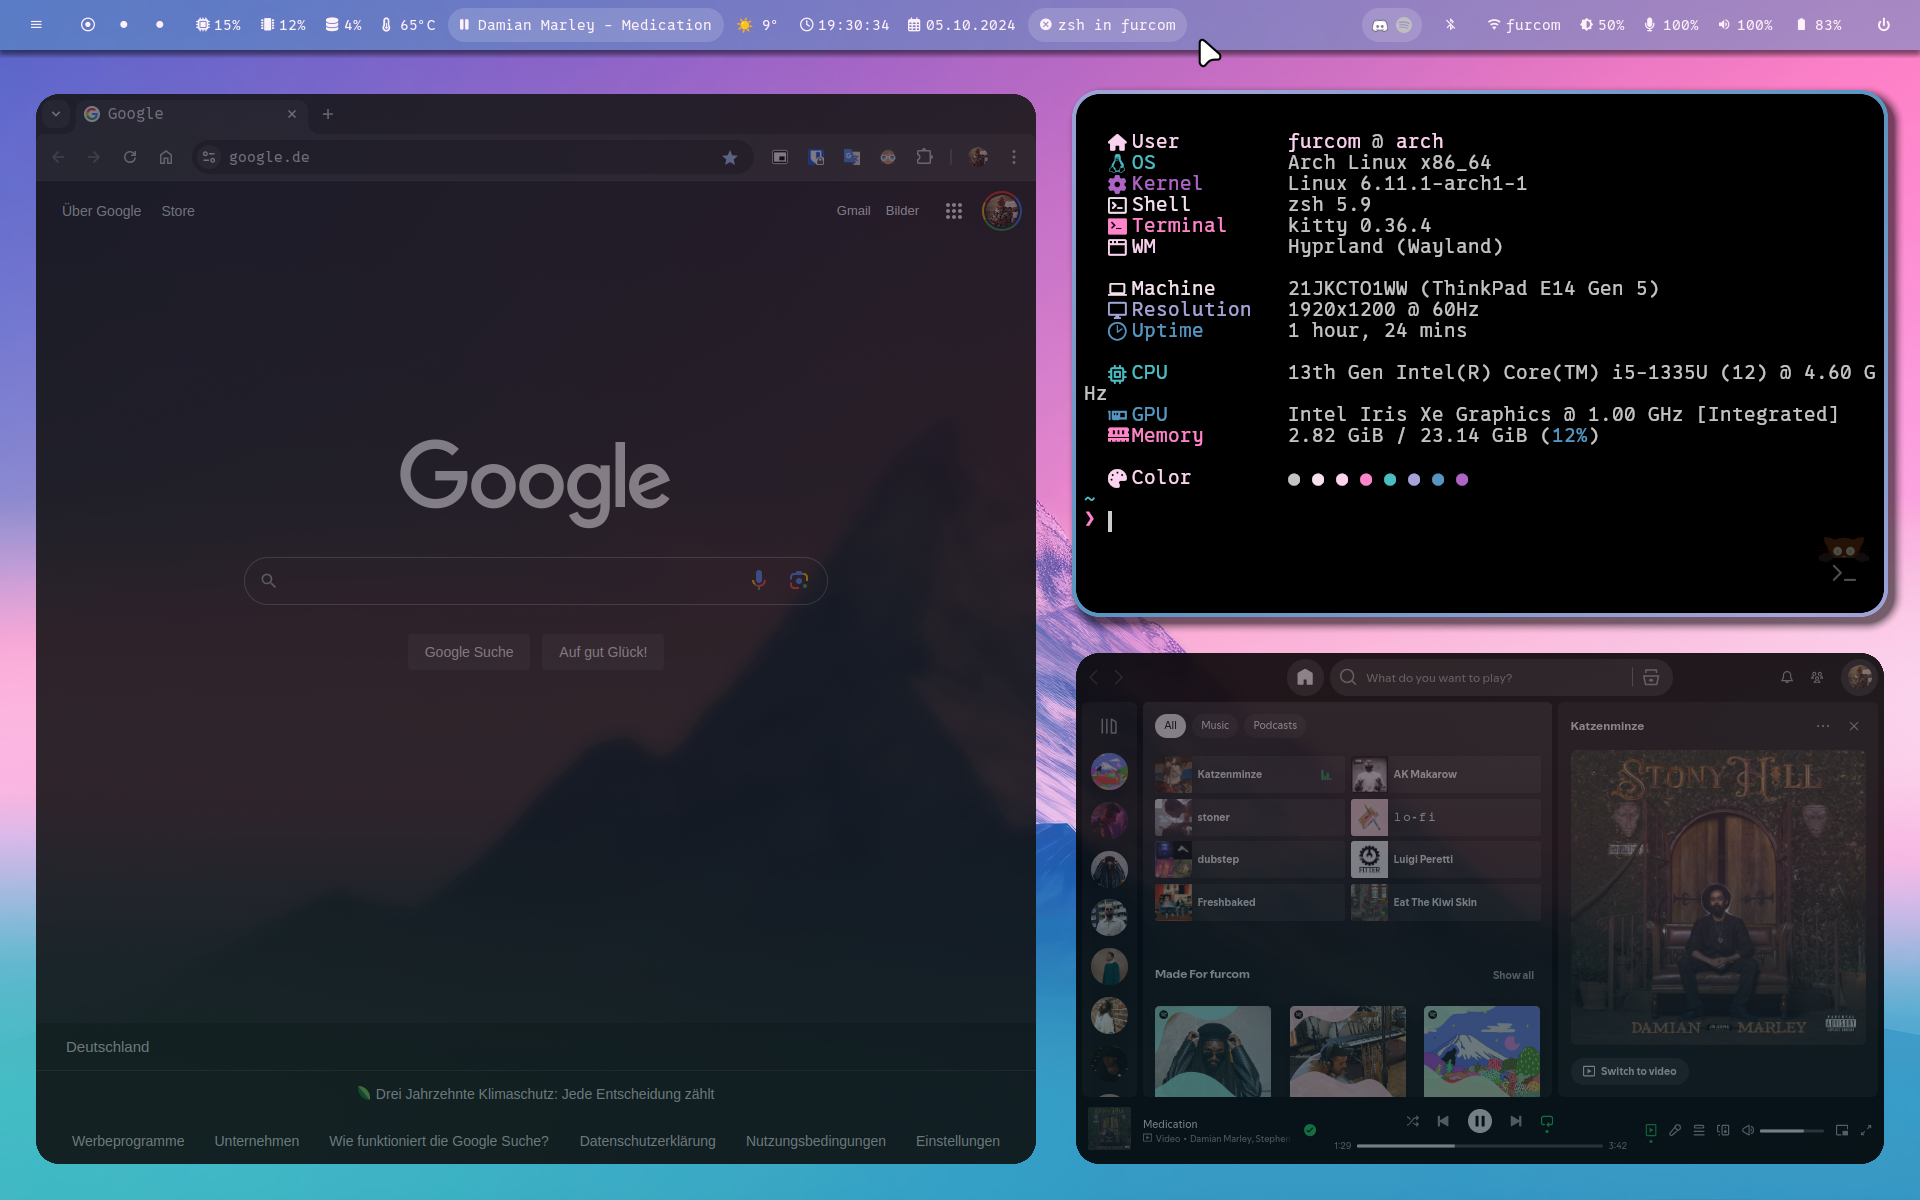 15% 12% 4% 65°C Damian Marley - Medication 9° 19:30:34 05.10.2024 zsh in furcom furcom 50% 100% 100% 83%
Google
google.de
Über Google Store Gmail Bilder
Google
Google Suche Auf gut Glück!
Deutschland
Drei Jahrzehnte Klimaschutz: Jede Entscheidung zählt
Werbeprogramme Unternehmen Wie funktioniert die Google Suche? Datenschutzerklärung Nutzungsbedingungen Einstellungen
User furcom @ arch
OS Arch Linux x86_64
Kernel Linux 6.11.1-arch1-1
Shell zsh 5.9
Terminal kitty 0.36.4
WM Hyprland (Wayland)
Machine 21JKCTO1WW (ThinkPad E14 Gen 5)
Resolution 1920x1200 @ 60Hz
Uptime 1 hour, 24 mins
CPU 13th Gen Intel(R) Core(TM) i5-1335U (12) @ 4.60 G
Hz
GPU Intel Iris Xe Graphics @ 1.00 GHz [Integrated]
Memory 2.82 GiB / 23.14 GiB (12%)
Color
~
❯
What do you want to play?
All Music Podcasts
Katzenminze AK Makarow
stoner lo-fi
dubstep Luigi Peretti
Freshbaked Eat The Kiwi Skin
Made For furcom Show all
Katzenminze
STONY HILL
DAMIAN MARLEY
Switch to video
Medication
Video • Damian Marley, Stephen
1:29 3:42